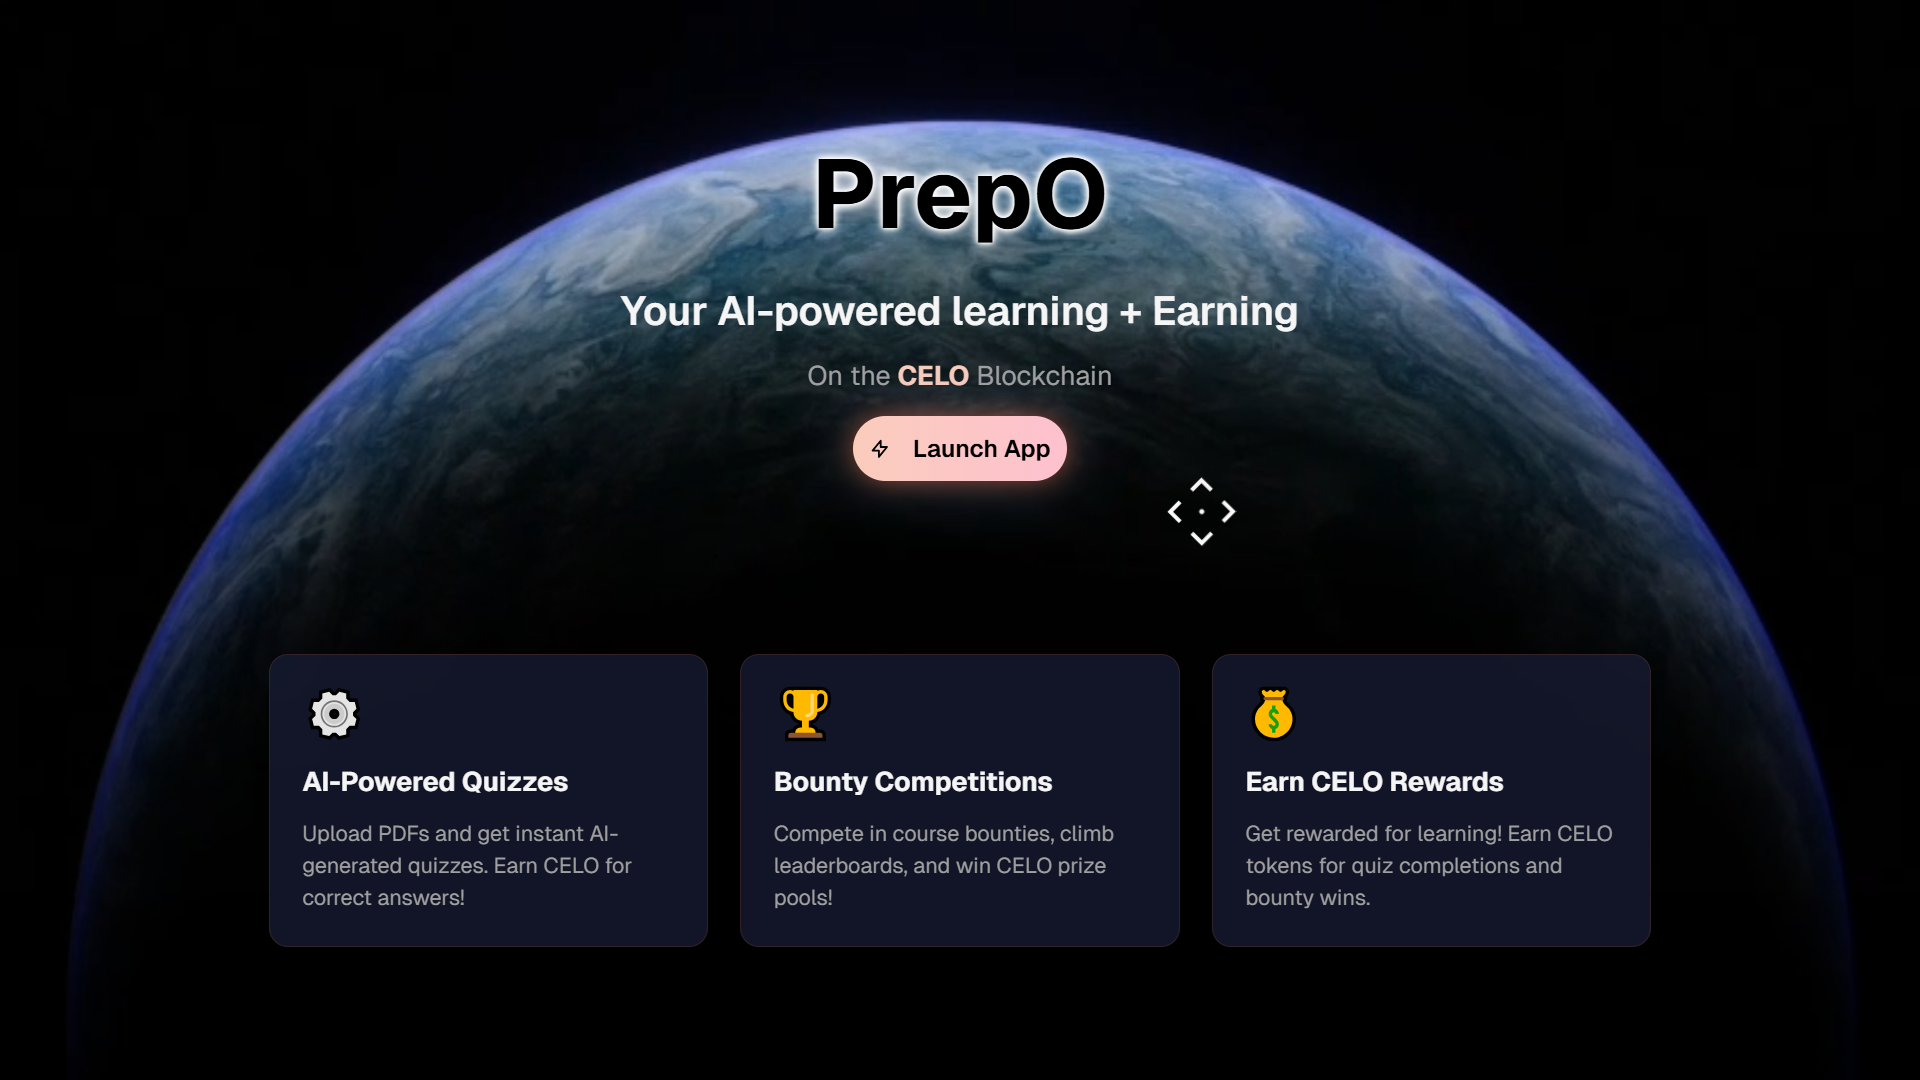 PrepO
Your AI-powered learning + Earning
On the CELO Blockchain
Launch App
AI-Powered Quizzes
Upload PDFs and get instant AI-
generated quizzes. Earn CELO for
correct answers!
Bounty Competitions
Compete in course bounties, climb
leaderboards, and win CELO prize
pools!
Earn CELO Rewards
Get rewarded for learning! Earn CELO
tokens for quiz completions and
bounty wins.